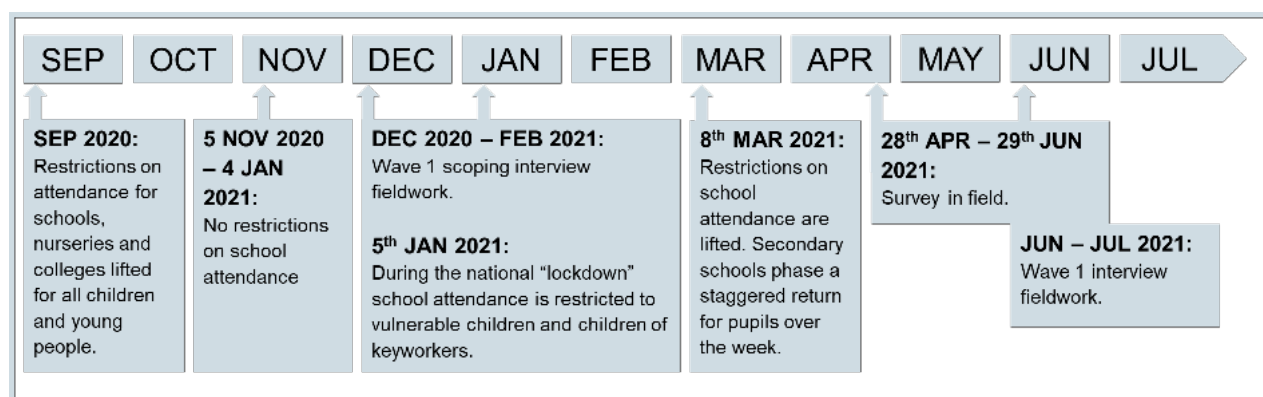 SEP OCT NOV DEC JAN FEB MAR APR MAY JUN JUL
SEP 2020:
Restrictions on
attendance for
schools,
nurseries and
colleges lifted
for all children
and young
people.
5 NOV 2020
– 4 JAN
2021:
No restrictions
on school
attendance
DEC 2020 – FEB 2021:
Wave 1 scoping interview
fieldwork.
5th JAN 2021:
During the national “lockdown”
school attendance is restricted to
vulnerable children and children of
keyworkers.
8th MAR 2021:
Restrictions on
school
attendance are
lifted. Secondary
schools phase a
staggered return
for pupils over
the week.
28th APR – 29th JUN
2021:
Survey in field.
JUN – JUL 2021:
Wave 1 interview
fieldwork.